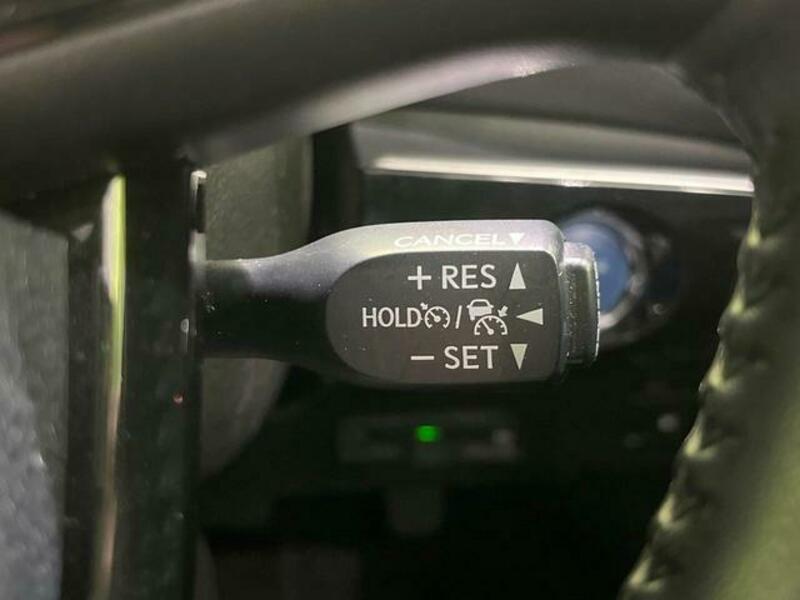 CANCEL▼
+ RES ▲
HOLD / ◀
− SET ▼